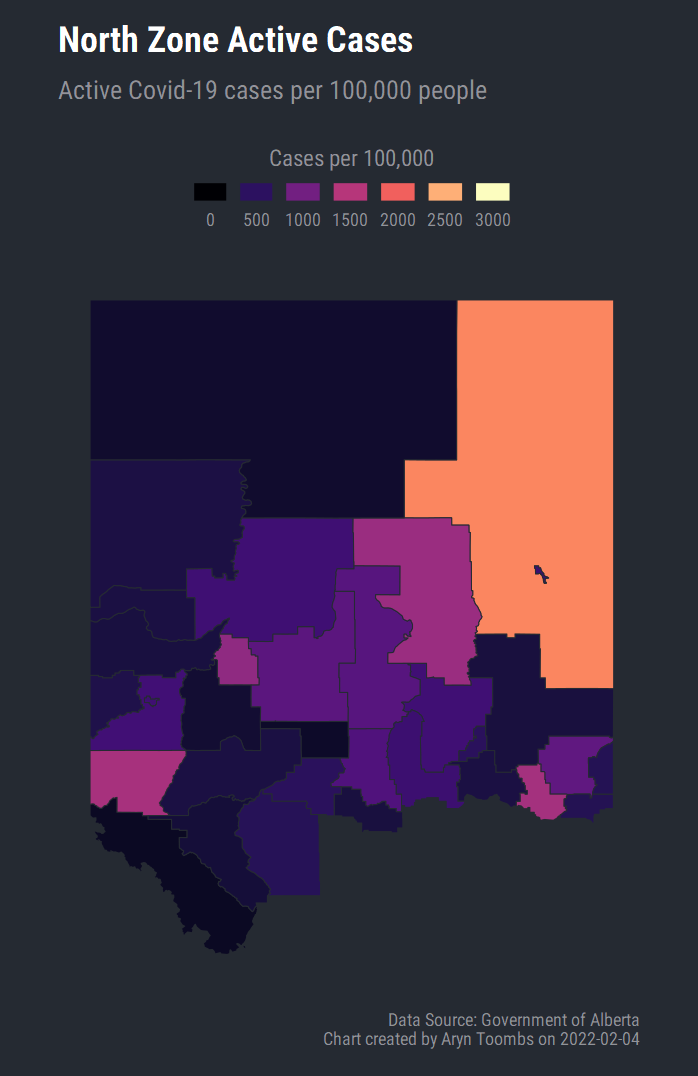 North Zone Active Cases
Active Covid-19 cases per 100,000 people
Cases per 100,000
0 500 1000 1500 2000 2500 3000
Data Source: Government of Alberta
Chart created by Aryn Toombs on 2022-02-04